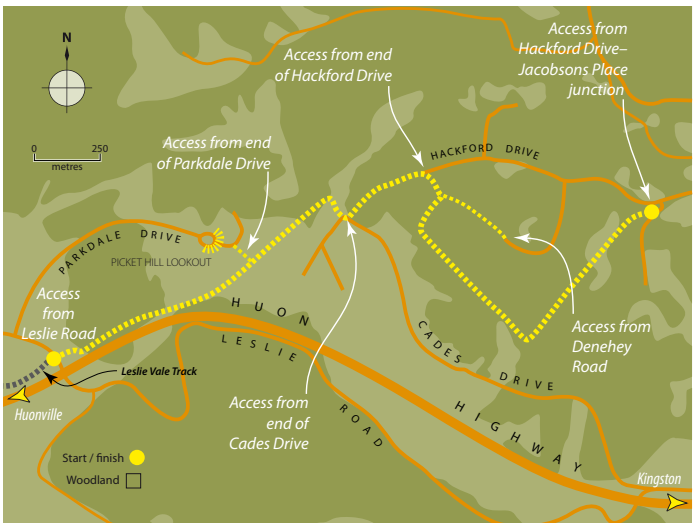 N
0 250
metres
Access from end
of Hackford Drive
Access from
Hackford Drive–
Jacobsons Place
junction
Access from end
of Parkdale Drive
HACKFORD DRIVE
PARKDALE DRIVE
PICKET HILL LOOKOUT
Access
from
Leslie Road
HUON HIGHWAY
LESLIE ROAD
CADES DRIVE
Access from
Denehey
Road
Leslie Vale Track
Huonville
Access from
end of
Cades Drive
Start / finish
Woodland
Kingston